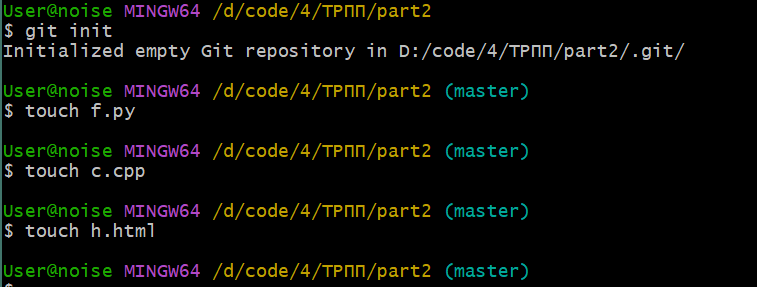 User@noise MINGW64 /d/code/4/ТРПП/part2
$ git init
Initialized empty Git repository in D:/code/4/ТРПП/part2/.git/
User@noise MINGW64 /d/code/4/ТРПП/part2 (master)
$ touch f.py
User@noise MINGW64 /d/code/4/ТРПП/part2 (master)
$ touch c.cpp
User@noise MINGW64 /d/code/4/ТРПП/part2 (master)
$ touch h.html
User@noise MINGW64 /d/code/4/ТРПП/part2 (master)
$